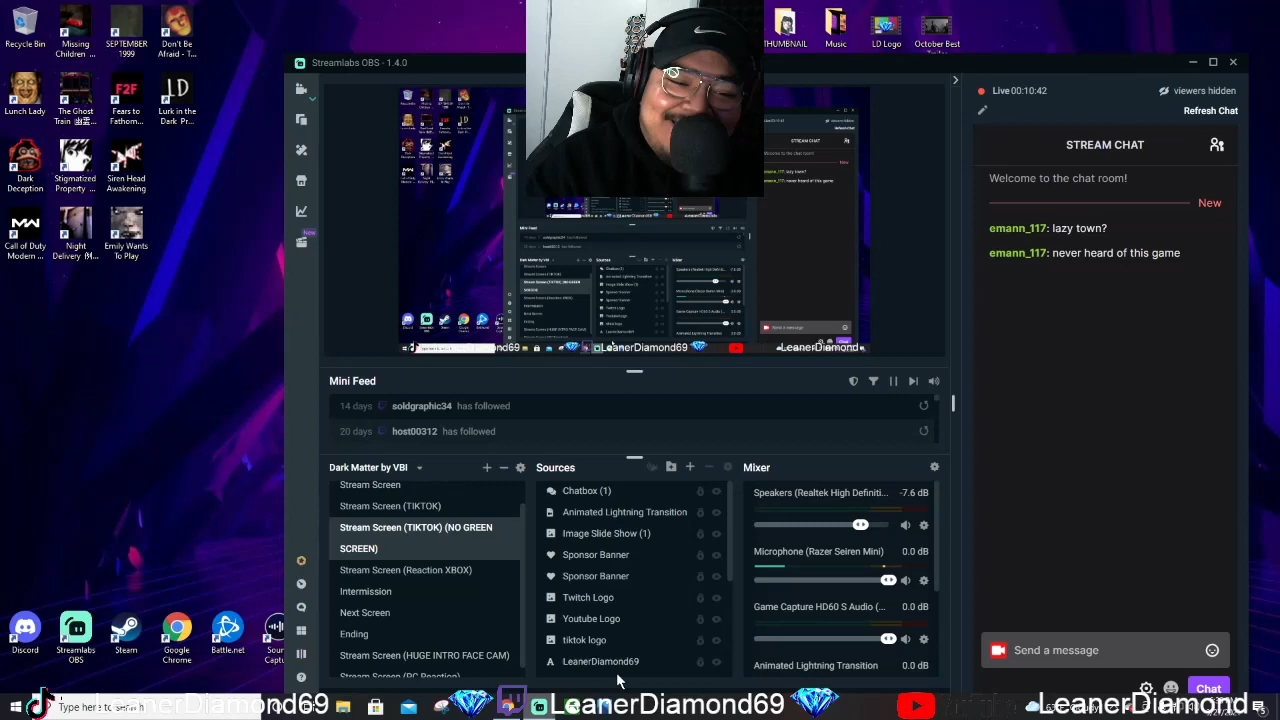 Recycle Bin
Missing Children ...
SEPTEMBER 1999
Don't Be Afraid - T...
Lunch Lady
The Ghost Train
Fears to Fathom...
Lurk in the Dark: Pr...
Dark Deception
Stigmatized Property ...
Siren Head Awakening
Call of Duty
Night Delivery
Emily Wants
Dscord
Streamlabs OBS
Steam
Google Chrome
Battle.net
THUMBNAIL
Music
LD Logo
October Best
Streamlabs OBS - 1.4.0
New
Mini Feed
14 days soldgraphic34 has followed
20 days host00312 has followed
Dark Matter by VBI
Stream Screen
Stream Screen (TIKTOK)
Stream Screen (TIKTOK) (NO GREEN
SCREEN)
Stream Screen (Reaction XBOX)
Intermission
Next Screen
Ending
Stream Screen (HUGE INTRO FACE CAM)
Stream Screen (PC Reaction)
Sources
Chatbox (1)
Animated Lightning Transition
Image Slide Show (1)
Sponsor Banner
Sponsor Banner
Twitch Logo
Youtube Logo
tiktok logo
LeanerDiamond69
Mixer
Speakers (Realtek High Definiti... -7.6 dB
Microphone (Razer Seiren Mini) 0.0 dB
Game Capture HD60 S Audio (... 0.0 dB
Animated Lightning Transition 0.0 dB
Live 00:10:42 viewers hidden
Refresh chat
STREAM CHAT
Welcome to the chat room!
New
emann_117: lazy town?
emann_117: never heard of this game
Send a message
Chat
Type here to
LeanerDiamond69
LeanerDiamond